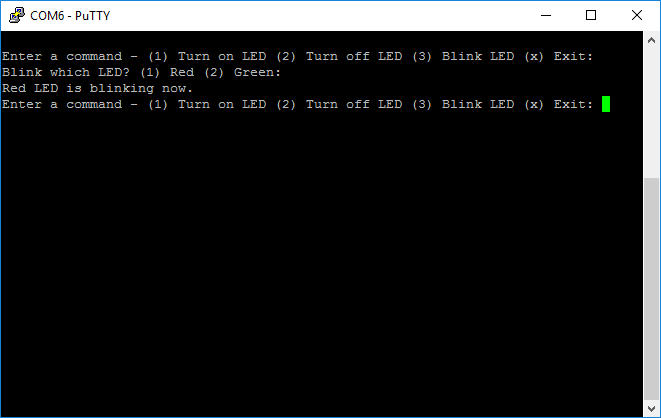 COM6 - PuTTY
Enter a command - (1) Turn on LED (2) Turn off LED (3) Blink LED (x) Exit:
Blink which LED? (1) Red (2) Green:
Red LED is blinking now.
Enter a command - (1) Turn on LED (2) Turn off LED (3) Blink LED (x) Exit: